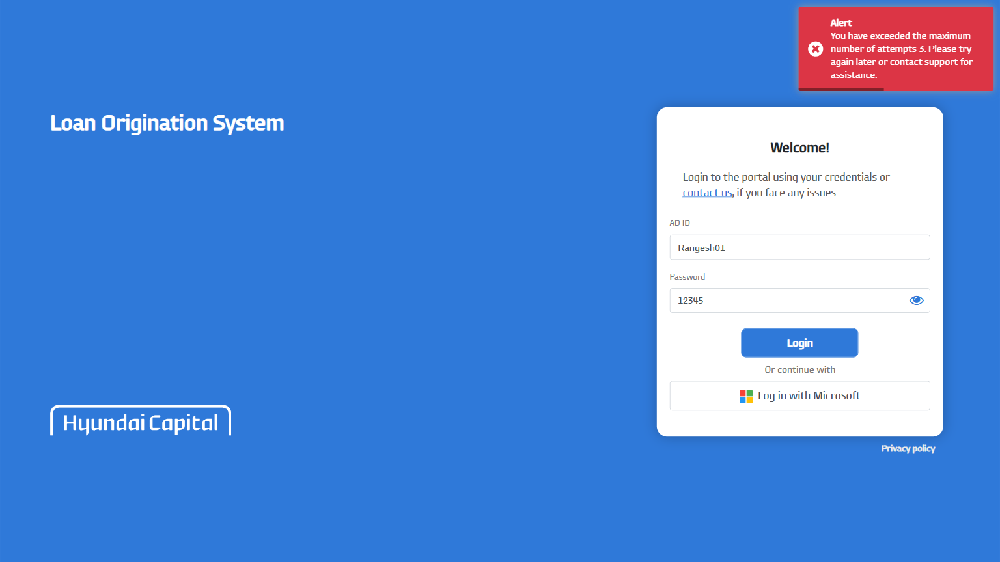 Alert
You have exceeded the maximum
number of attempts 3. Please try
again later or contact support for
assistance.
Loan Origination System
Welcome!
Login to the portal using your credentials or
contact us, if you face any issues
AD ID
Rangesh01
Password
12345
Login
Or continue with
Log in with Microsoft
Hyundai Capital
Privacy policy